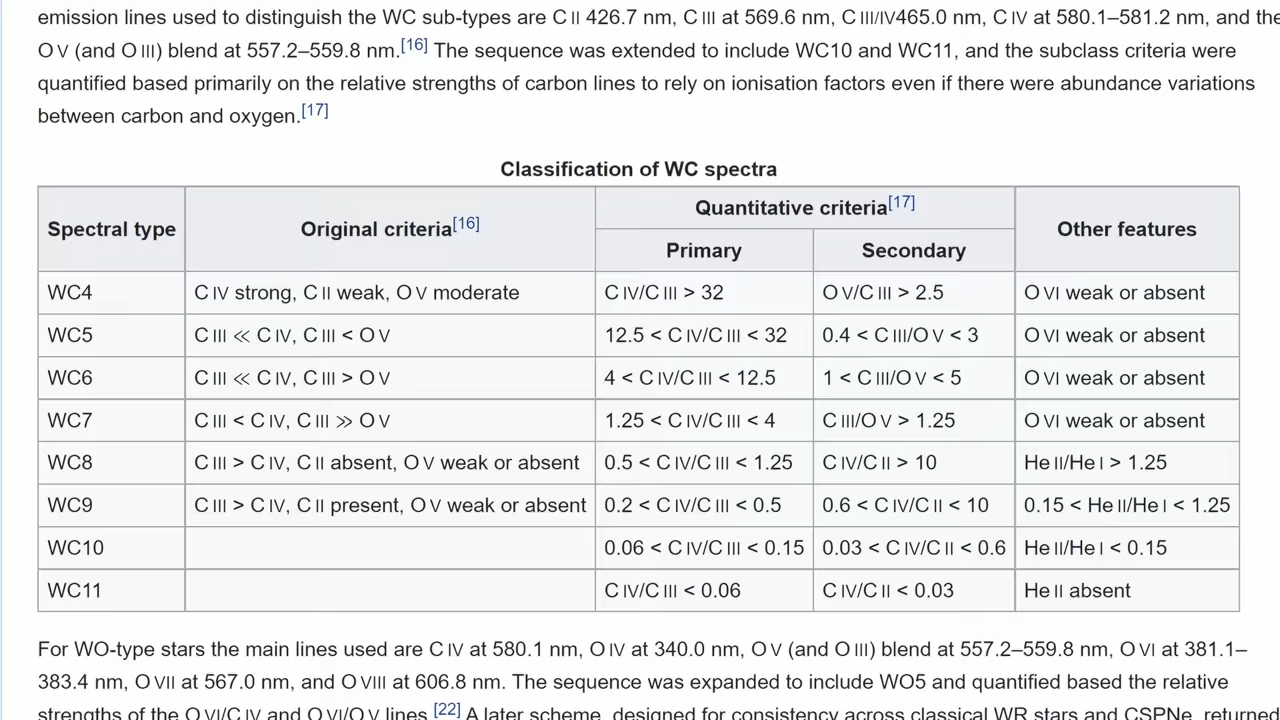 emission lines used to distinguish the WC sub-types are C II 426.7 nm, C III at 569.6 nm, C III/IV465.0 nm, C IV at 580.1–581.2 nm, and the
O V (and O III) blend at 557.2–559.8 nm.[16] The sequence was extended to include WC10 and WC11, and the subclass criteria were
quantified based primarily on the relative strengths of carbon lines to rely on ionisation factors even if there were abundance variations
between carbon and oxygen.[17]
Classification of WC spectra
Spectral type Original criteria[16] Quantitative criteria[17] Other features
Primary Secondary
WC4 C IV strong, C II weak, O V moderate C IV/C III > 32 O V/C III > 2.5 O VI weak or absent
WC5 C III ≪ C IV, C III < O V 12.5 < C IV/C III < 32 0.4 < C III/O V < 3 O VI weak or absent
WC6 C III ≪ C IV, C III > O V 4 < C IV/C III < 12.5 1 < C III/O V < 5 O VI weak or absent
WC7 C III < C IV, C III ≫ O V 1.25 < C IV/C III < 4 C III/O V > 1.25 O VI weak or absent
WC8 C III > C IV, C II absent, O V weak or absent 0.5 < C IV/C III < 1.25 C IV/C II > 10 He II/He I > 1.25
WC9 C III > C IV, C II present, O V weak or absent 0.2 < C IV/C III < 0.5 0.6 < C IV/C II < 10 0.15 < He II/He I < 1.25
WC10 0.06 < C IV/C III < 0.15 0.03 < C IV/C II < 0.6 He II/He I < 0.15
WC11 C IV/C III < 0.06 C IV/C II < 0.03 He II absent
For WO-type stars the main lines used are C IV at 580.1 nm, O IV at 340.0 nm, O V (and O III) blend at 557.2–559.8 nm, O VI at 381.1–
383.4 nm, O VII at 567.0 nm, and O VIII at 606.8 nm. The sequence was expanded to include WO5 and quantified based the relative
strengths of the O VI/C IV and O VI/O V lines.[22] A later scheme, designed for consistency across classical WR stars and CSPNe, returned